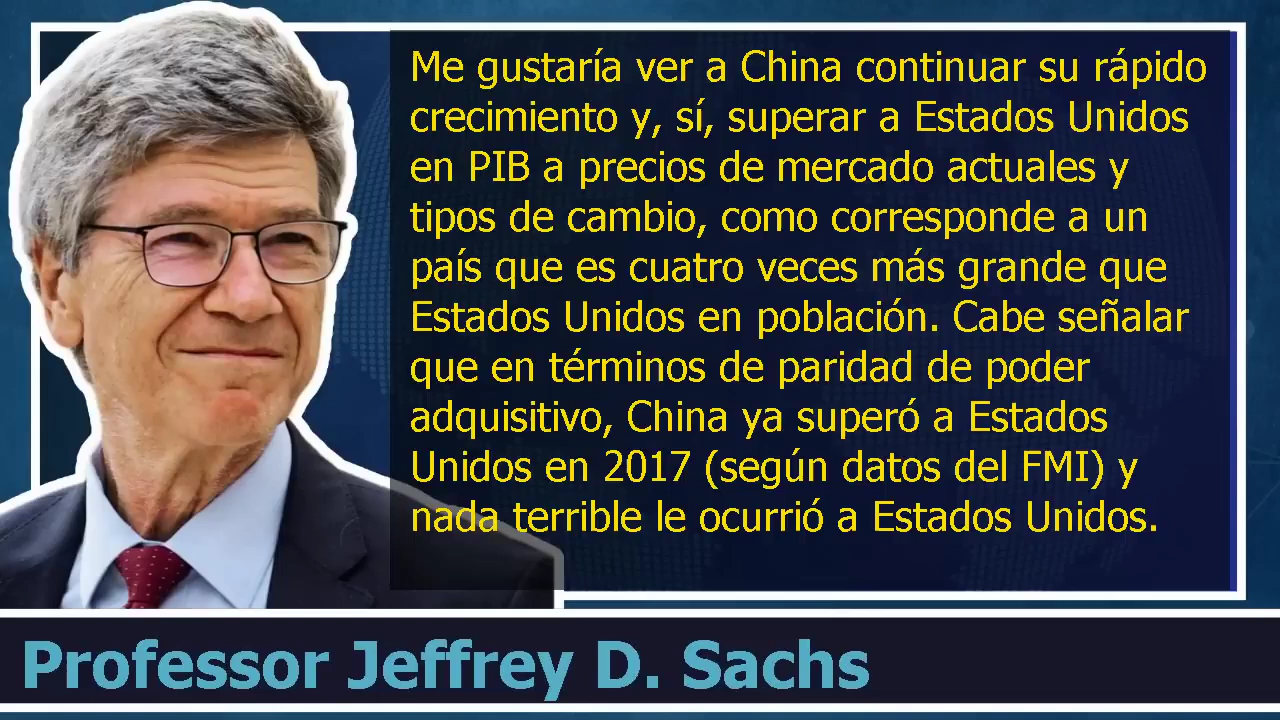 Me gustaría ver a China continuar su rápido
crecimiento y, sí, superar a Estados Unidos
en PIB a precios de mercado actuales y
tipos de cambio, como corresponde a un
país que es cuatro veces más grande que
Estados Unidos en población. Cabe señalar
que en términos de paridad de poder
adquisitivo, China ya superó a Estados
Unidos en 2017 (según datos del FMI) y
nada terrible le ocurrió a Estados Unidos.
Professor Jeffrey D. Sachs